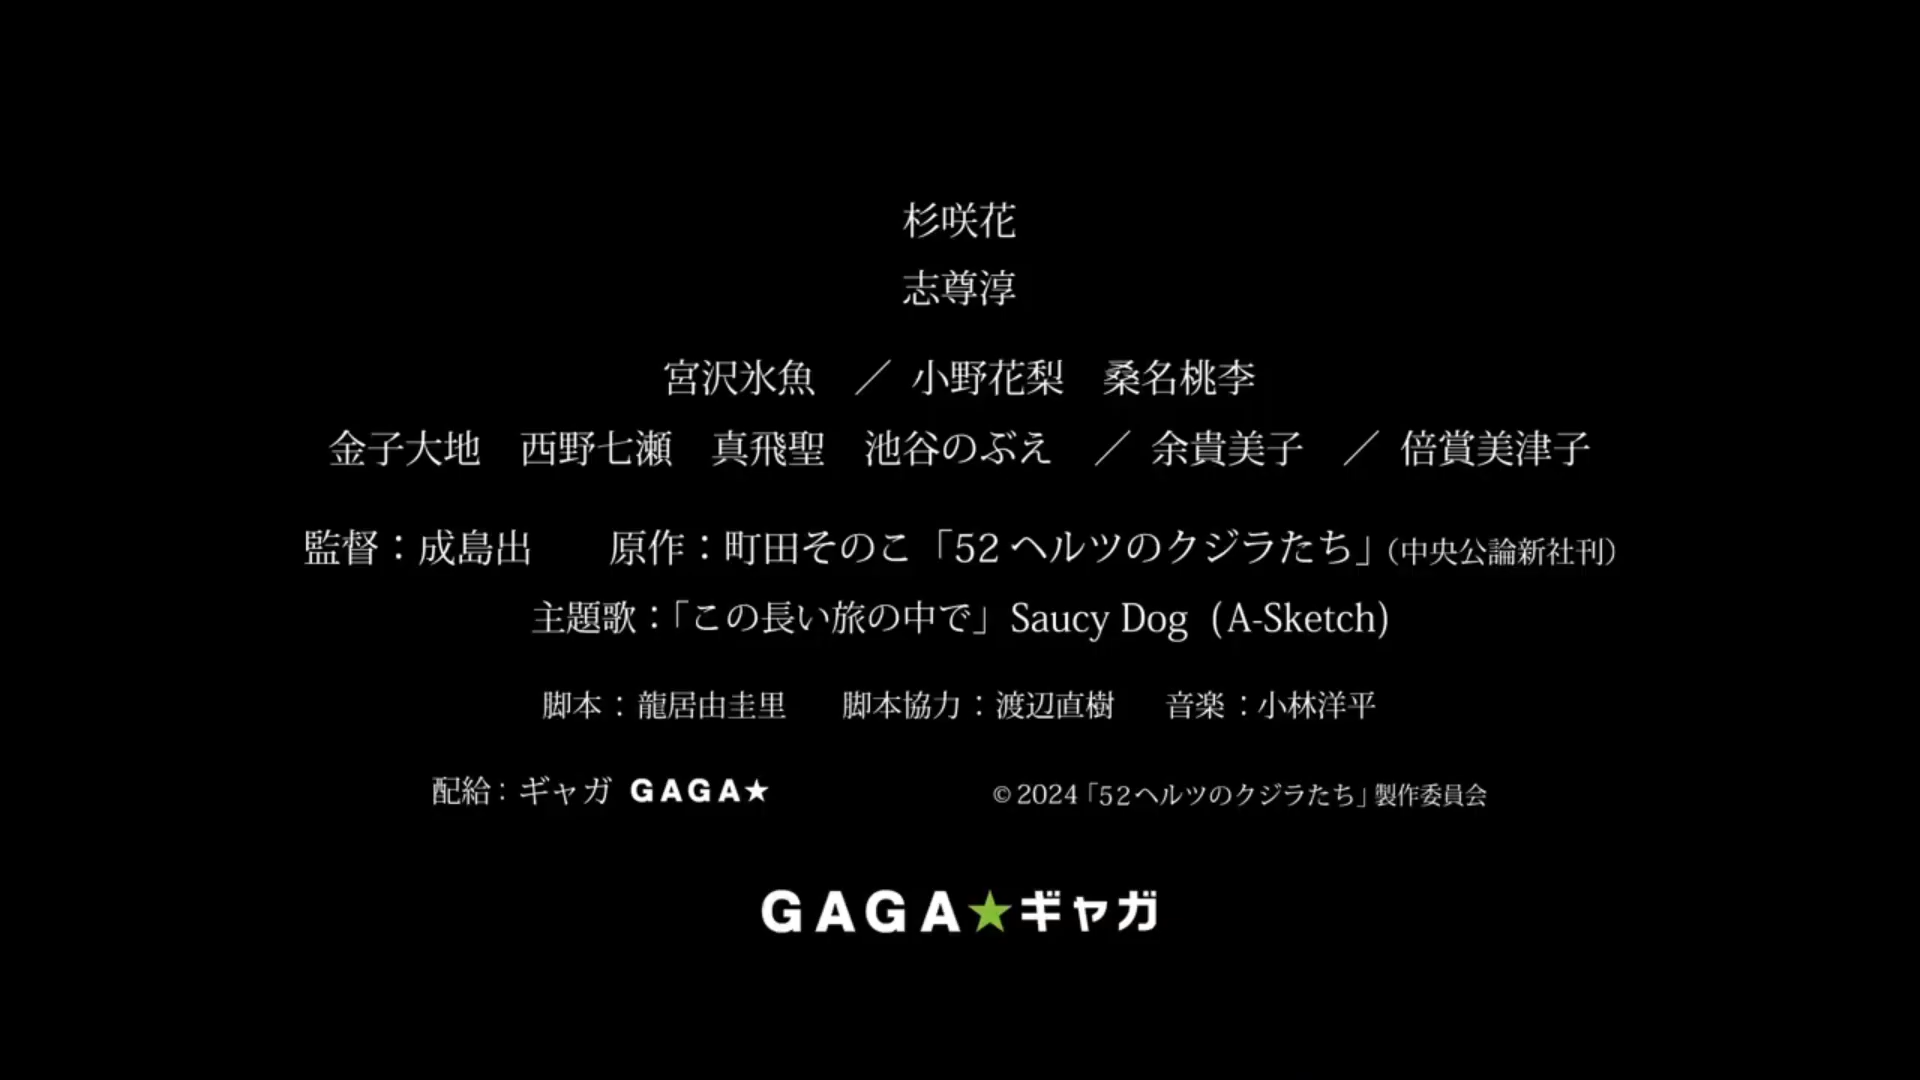 杉咲花
志尊淳
宮沢氷魚　／ 小野花梨　桑名桃李
金子大地　西野七瀬　真飛聖　池谷のぶえ　／ 余貴美子　／ 倍賞美津子
監督：成島出　　原作：町田そのこ「52ヘルツのクジラたち」（中央公論新社刊）
主題歌：「この長い旅の中で」Saucy Dog（A-Sketch）
脚本：龍居由圭里　脚本協力：渡辺直樹　音楽：小林洋平
配給：ギャガ GAGA★　©2024「52ヘルツのクジラたち」製作委員会
GAGA★ギャガ